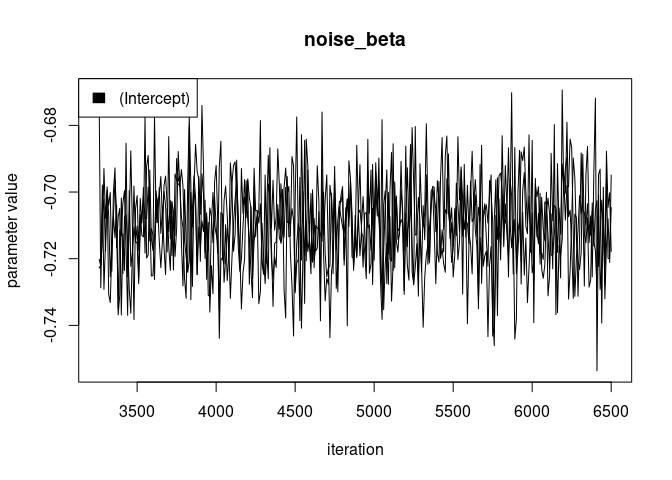 noise_beta
(Intercept)
parameter value
-0.68
-0.70
-0.72
-0.74
3500 4000 4500 5000 5500 6000 6500
iteration